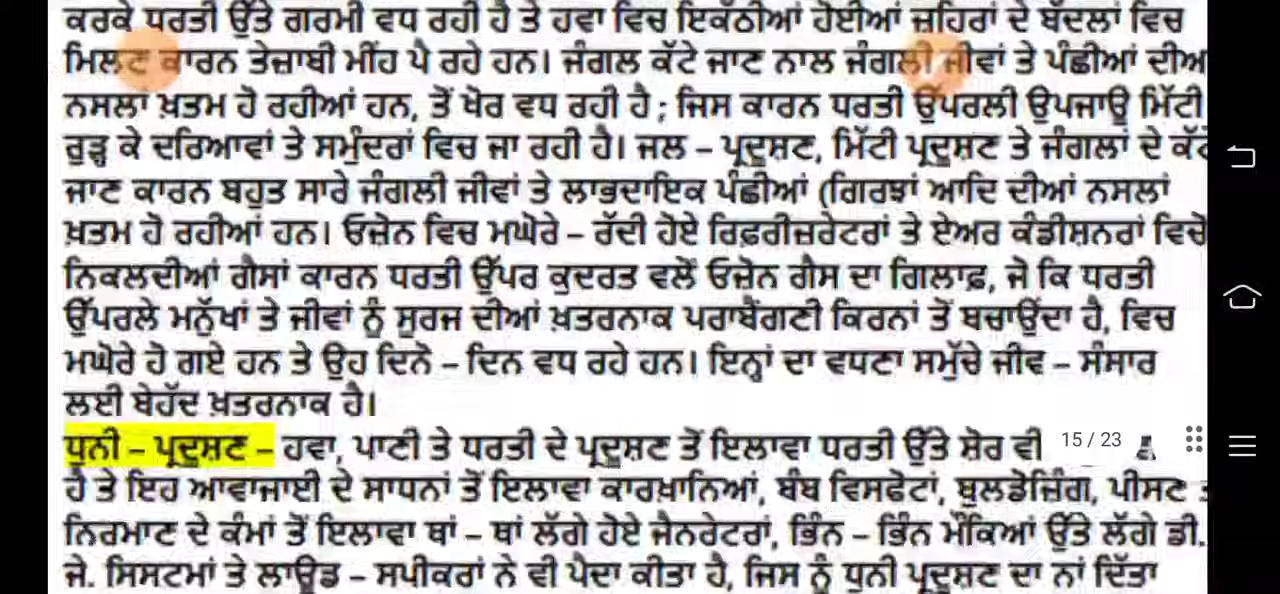 ਕਰਕੇ ਧਰਤੀ ਉੱਤੇ ਗਰਮੀ ਵਧ ਰਹੀ ਹੈ ਤੇ ਹਵਾ ਵਿਚ ਇਕੱਠੀਆਂ ਹੋਈਆਂ ਜ਼ਹਿਰਾਂ ਦੇ ਬੱਦਲਾਂ ਵਿਚ
ਮਿਲਣ ਕਾਰਨ ਤੇਜ਼ਾਬੀ ਮੀਂਹ ਪੈ ਰਹੇ ਹਨ। ਜੰਗਲ ਕੱਟੇ ਜਾਣ ਨਾਲ ਜੰਗਲੀ ਜੀਵਾਂ ਤੇ ਪੰਛੀਆਂ ਦੀਆਂ
ਨਸਲਾਂ ਖ਼ਤਮ ਹੋ ਰਹੀਆਂ ਹਨ, ਤੋਂ ਖੋਰ ਵਧ ਰਹੀ ਹੈ ; ਜਿਸ ਕਾਰਨ ਧਰਤੀ ਉੱਪਰਲੀ ਉਪਜਾਊ ਮਿੱਟੀ
ਰੁੜ੍ਹ ਕੇ ਦਰਿਆਵਾਂ ਤੇ ਸਮੁੰਦਰਾਂ ਵਿਚ ਜਾ ਰਹੀ ਹੈ। ਜਲ – ਪ੍ਰਦੂਸ਼ਣ, ਮਿੱਟੀ ਪ੍ਰਦੂਸ਼ਣ ਤੇ ਜੰਗਲਾਂ ਦੇ ਕੱਟੇ
ਜਾਣ ਕਾਰਨ ਬਹੁਤ ਸਾਰੇ ਜੰਗਲੀ ਜੀਵਾਂ ਤੇ ਲਾਭਦਾਇਕ ਪੰਛੀਆਂ (ਗਿਰਝਾਂ ਆਦਿ ਦੀਆਂ ਨਸਲਾਂ
ਖ਼ਤਮ ਹੋ ਰਹੀਆਂ ਹਨ। ਓਜ਼ੋਨ ਵਿਚ ਮਘੋਰੇ – ਰੱਦੀ ਹੋਏ ਰਿਫ਼ਰੀਜ਼ਰੇਟਰਾਂ ਤੇ ਏਅਰ ਕੰਡੀਸ਼ਨਰਾਂ ਵਿਚੋਂ
ਨਿਕਲਦੀਆਂ ਗੈਸਾਂ ਕਾਰਨ ਧਰਤੀ ਉੱਪਰ ਕੁਦਰਤ ਵਲੋਂ ਓਜ਼ੋਨ ਗੈਸ ਦਾ ਗਿਲਾਫ਼, ਜੋ ਕਿ ਧਰਤੀ
ਉੱਪਰਲੇ ਮਨੁੱਖਾਂ ਤੇ ਜੀਵਾਂ ਨੂੰ ਸੂਰਜ ਦੀਆਂ ਖ਼ਤਰਨਾਕ ਪਰਾਬੈਂਗਣੀ ਕਿਰਨਾਂ ਤੋਂ ਬਚਾਉਂਦਾ ਹੈ, ਵਿਚ
ਮਘੋਰੇ ਹੋ ਗਏ ਹਨ ਤੇ ਉਹ ਦਿਨੋ – ਦਿਨ ਵਧ ਰਹੇ ਹਨ। ਇਨ੍ਹਾਂ ਦਾ ਵਧਣਾ ਸਮੁੱਚੇ ਜੀਵ – ਸੰਸਾਰ
ਲਈ ਬੇਹੱਦ ਖ਼ਤਰਨਾਕ ਹੈ।
ਧੁਨੀ – ਪ੍ਰਦੂਸ਼ਣ – ਹਵਾ, ਪਾਣੀ ਤੇ ਧਰਤੀ ਦੇ ਪ੍ਰਦੂਸ਼ਣ ਤੋਂ ਇਲਾਵਾ ਧਰਤੀ ਉੱਤੇ ਸ਼ੋਰ ਵੀ 15 / 23
ਹੈ ਤੇ ਇਹ ਆਵਾਜਾਈ ਦੇ ਸਾਧਨਾਂ ਤੋਂ ਇਲਾਵਾ ਕਾਰਖ਼ਾਨਿਆਂ, ਬੰਬ ਵਿਸਫੋਟਾਂ, ਬੁਲਡੋਜ਼ਿੰਗ, ਪੀਸਣ
ਨਿਰਮਾਣ ਦੇ ਕੰਮਾਂ ਤੋਂ ਇਲਾਵਾ ਥਾਂ – ਥਾਂ ਲੱਗੇ ਹੋਏ ਜੈਨਰੇਟਰਾਂ, ਭਿੰਨ – ਭਿੰਨ ਮੌਕਿਆਂ ਉੱਤੇ ਲੱਗੇ ਡੀ.
ਜੇ. ਸਿਸਟਮਾਂ ਤੇ ਲਾਊਡ – ਸਪੀਕਰਾਂ ਨੇ ਵੀ ਪੈਦਾ ਕੀਤਾ ਹੈ, ਜਿਸ ਨੂੰ ਧੁਨੀ ਪ੍ਰਦੂਸ਼ਣ ਦਾ ਨਾਂ ਦਿੱਤਾ